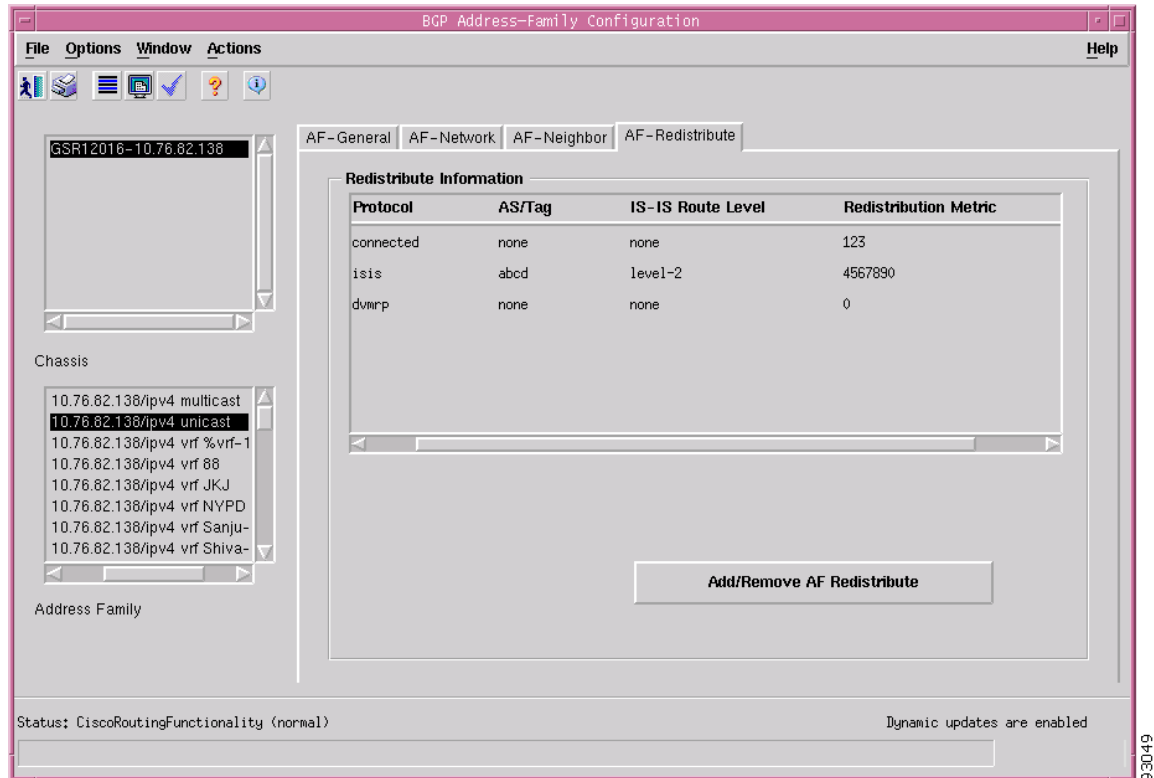 BGP Address-Family Configuration
File Options Window Actions Help
GSR12016-10.76.82.138
Chassis
10.76.82.138/ipv4 multicast
10.76.82.138/ipv4 unicast
10.76.82.138/ipv4 vrf %vrf-1
10.76.82.138/ipv4 vrf 88
10.76.82.138/ipv4 vrf JKJ
10.76.82.138/ipv4 vrf NYPD
10.76.82.138/ipv4 vrf Sanju-
10.76.82.138/ipv4 vrf Shiva-
Address Family
AF-General AF-Network AF-Neighbor AF-Redistribute
Redistribute Information
Protocol AS/Tag IS-IS Route Level Redistribution Metric
connected none none 123
isis abcd level-2 4567890
dvmrp none none 0
Add/Remove AF Redistribute
Status: CiscoRoutingFunctionality (normal) Dynamic updates are enabled
93049